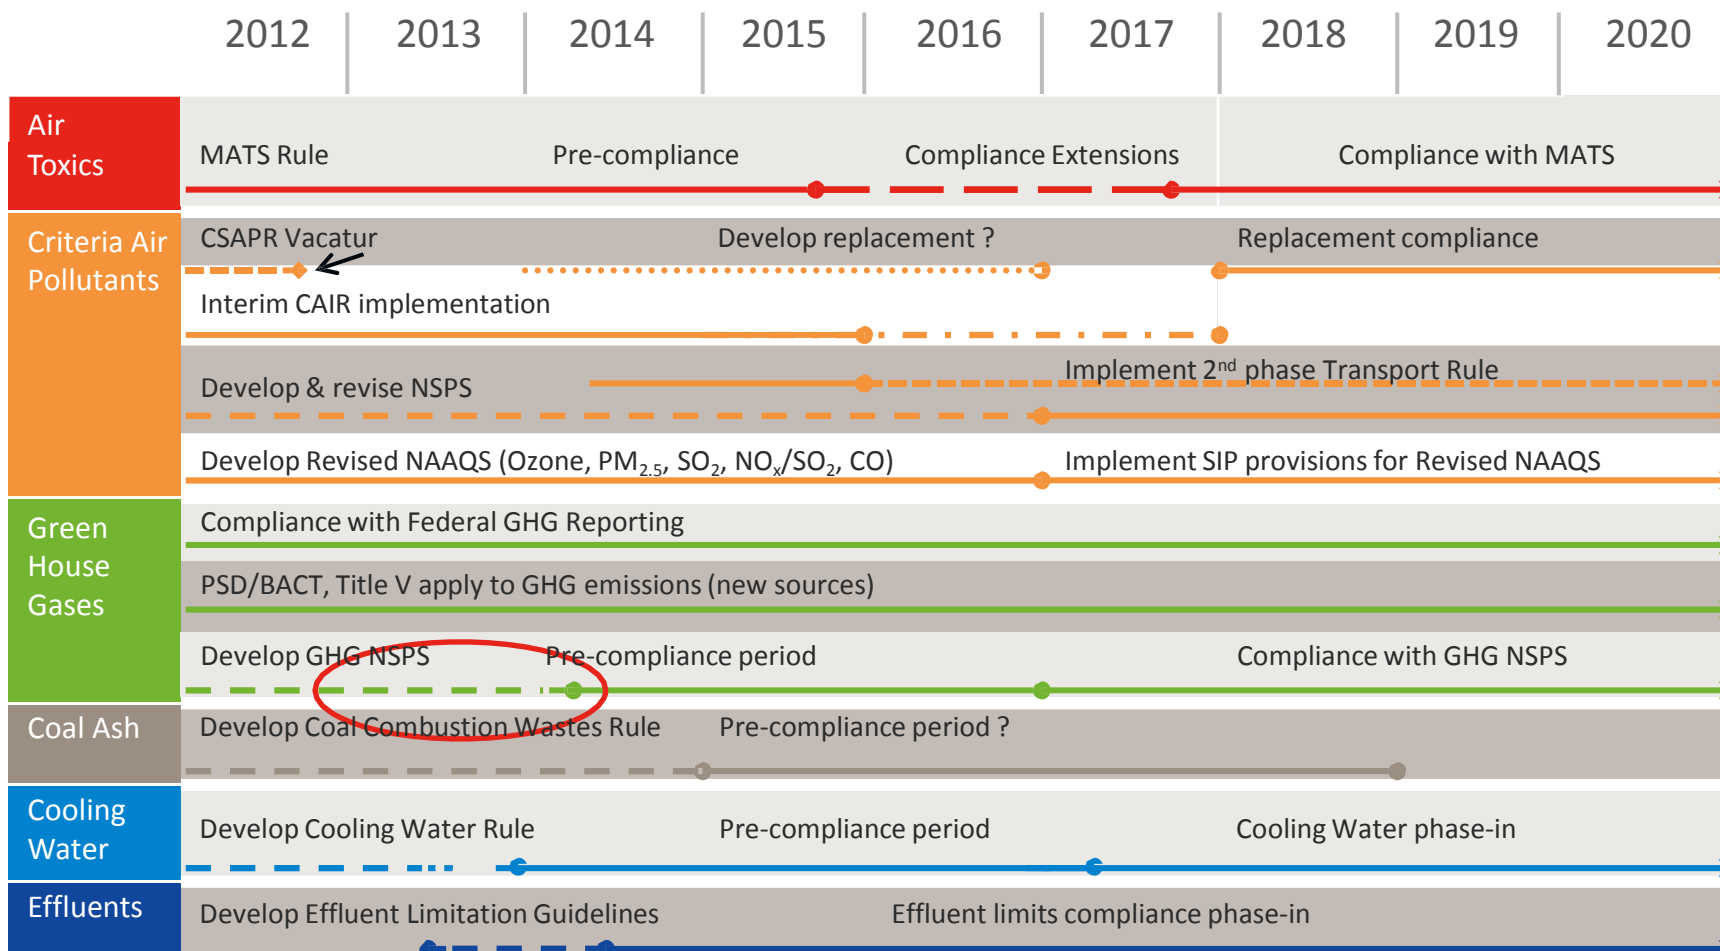 2012 2013 2014 2015 2016 2017 2018 2019 2020
Air
Toxics
MATS Rule Pre-compliance Compliance Extensions Compliance with MATS
Criteria Air
Pollutants
CSAPR Vacatur Develop replacement ? Replacement compliance
Interim CAIR implementation
Implement 2nd phase Transport Rule
Develop & revise NSPS
Develop Revised NAAQS (Ozone, PM2.5, SO2, NOx/SO2, CO) Implement SIP provisions for Revised NAAQS
Green
House
Gases
Compliance with Federal GHG Reporting
PSD/BACT, Title V apply to GHG emissions (new sources)
Develop GHG NSPS Pre-compliance period Compliance with GHG NSPS
Coal Ash
Develop Coal Combustion Wastes Rule Pre-compliance period ?
Cooling
Water
Develop Cooling Water Rule Pre-compliance period Cooling Water phase-in
Effluents
Develop Effluent Limitation Guidelines Effluent limits compliance phase-in